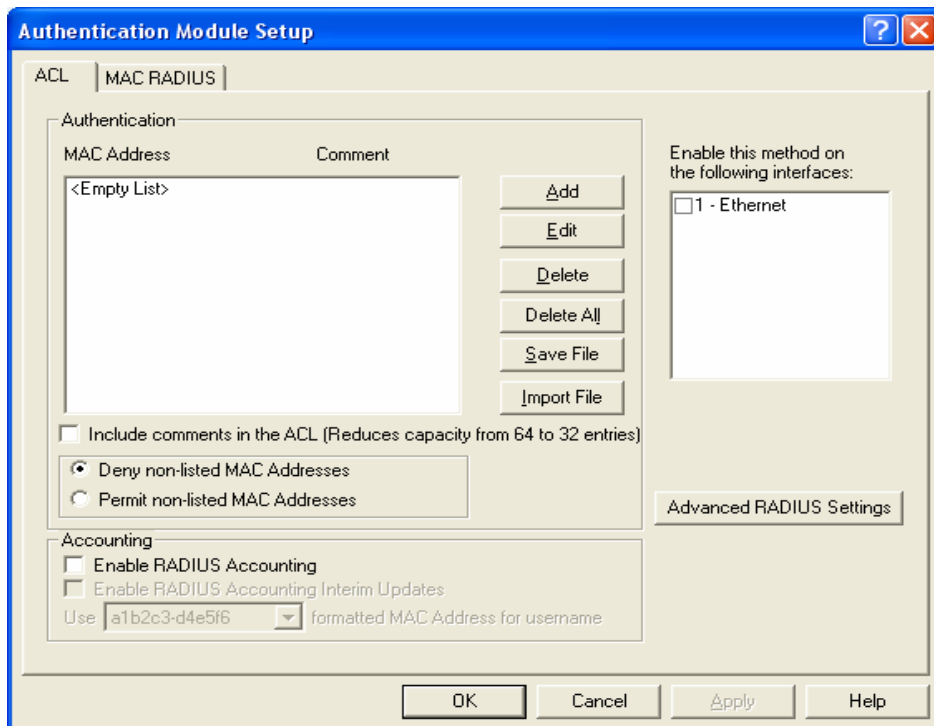 Authentication Module Setup
ACL
MAC RADIUS
Authentication
MAC Address Comment
<Empty List>
Add
Edit
Delete
Delete All
Save File
Import File
Include comments in the ACL (Reduces capacity from 64 to 32 entries)
Deny non-listed MAC Addresses
Permit non-listed MAC Addresses
Enable this method on
the following interfaces:
1 - Ethernet
Advanced RADIUS Settings
Accounting
Enable RADIUS Accounting
Enable RADIUS Accounting Interim Updates
Use a1b2c3-d4e5f6 formatted MAC Address for username
OK
Cancel
Apply
Help